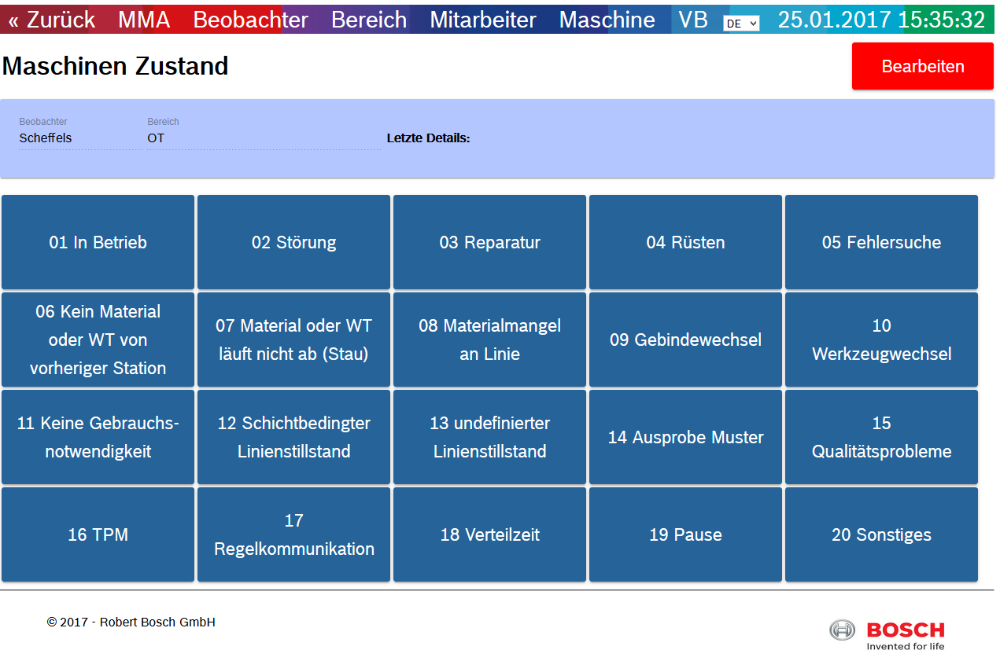 « Zurück MMA Beobachter Bereich Mitarbeiter Maschine VB DE 25.01.2017 15:35:32
Maschinen Zustand
Bearbeiten
Beobachter Bereich
Scheffels OT Letzte Details:
01 In Betrieb
02 Störung
03 Reparatur
04 Rüsten
05 Fehlersuche
06 Kein Material
oder WT von
vorheriger Station
07 Material oder WT
läuft nicht ab (Stau)
08 Materialmangel
an Linie
09 Gebindewechsel
10
Werkzeugwechsel
11 Keine Gebrauchs-
notwendigkeit
12 Schichtbedingter
Linienstillstand
13 undefinierter
Linienstillstand
14 Ausprobe Muster
15
Qualitätsprobleme
16 TPM
17
Regelkommunikation
18 Verteilzeit
19 Pause
20 Sonstiges
© 2017 - Robert Bosch GmbH
BOSCH
Invented for life